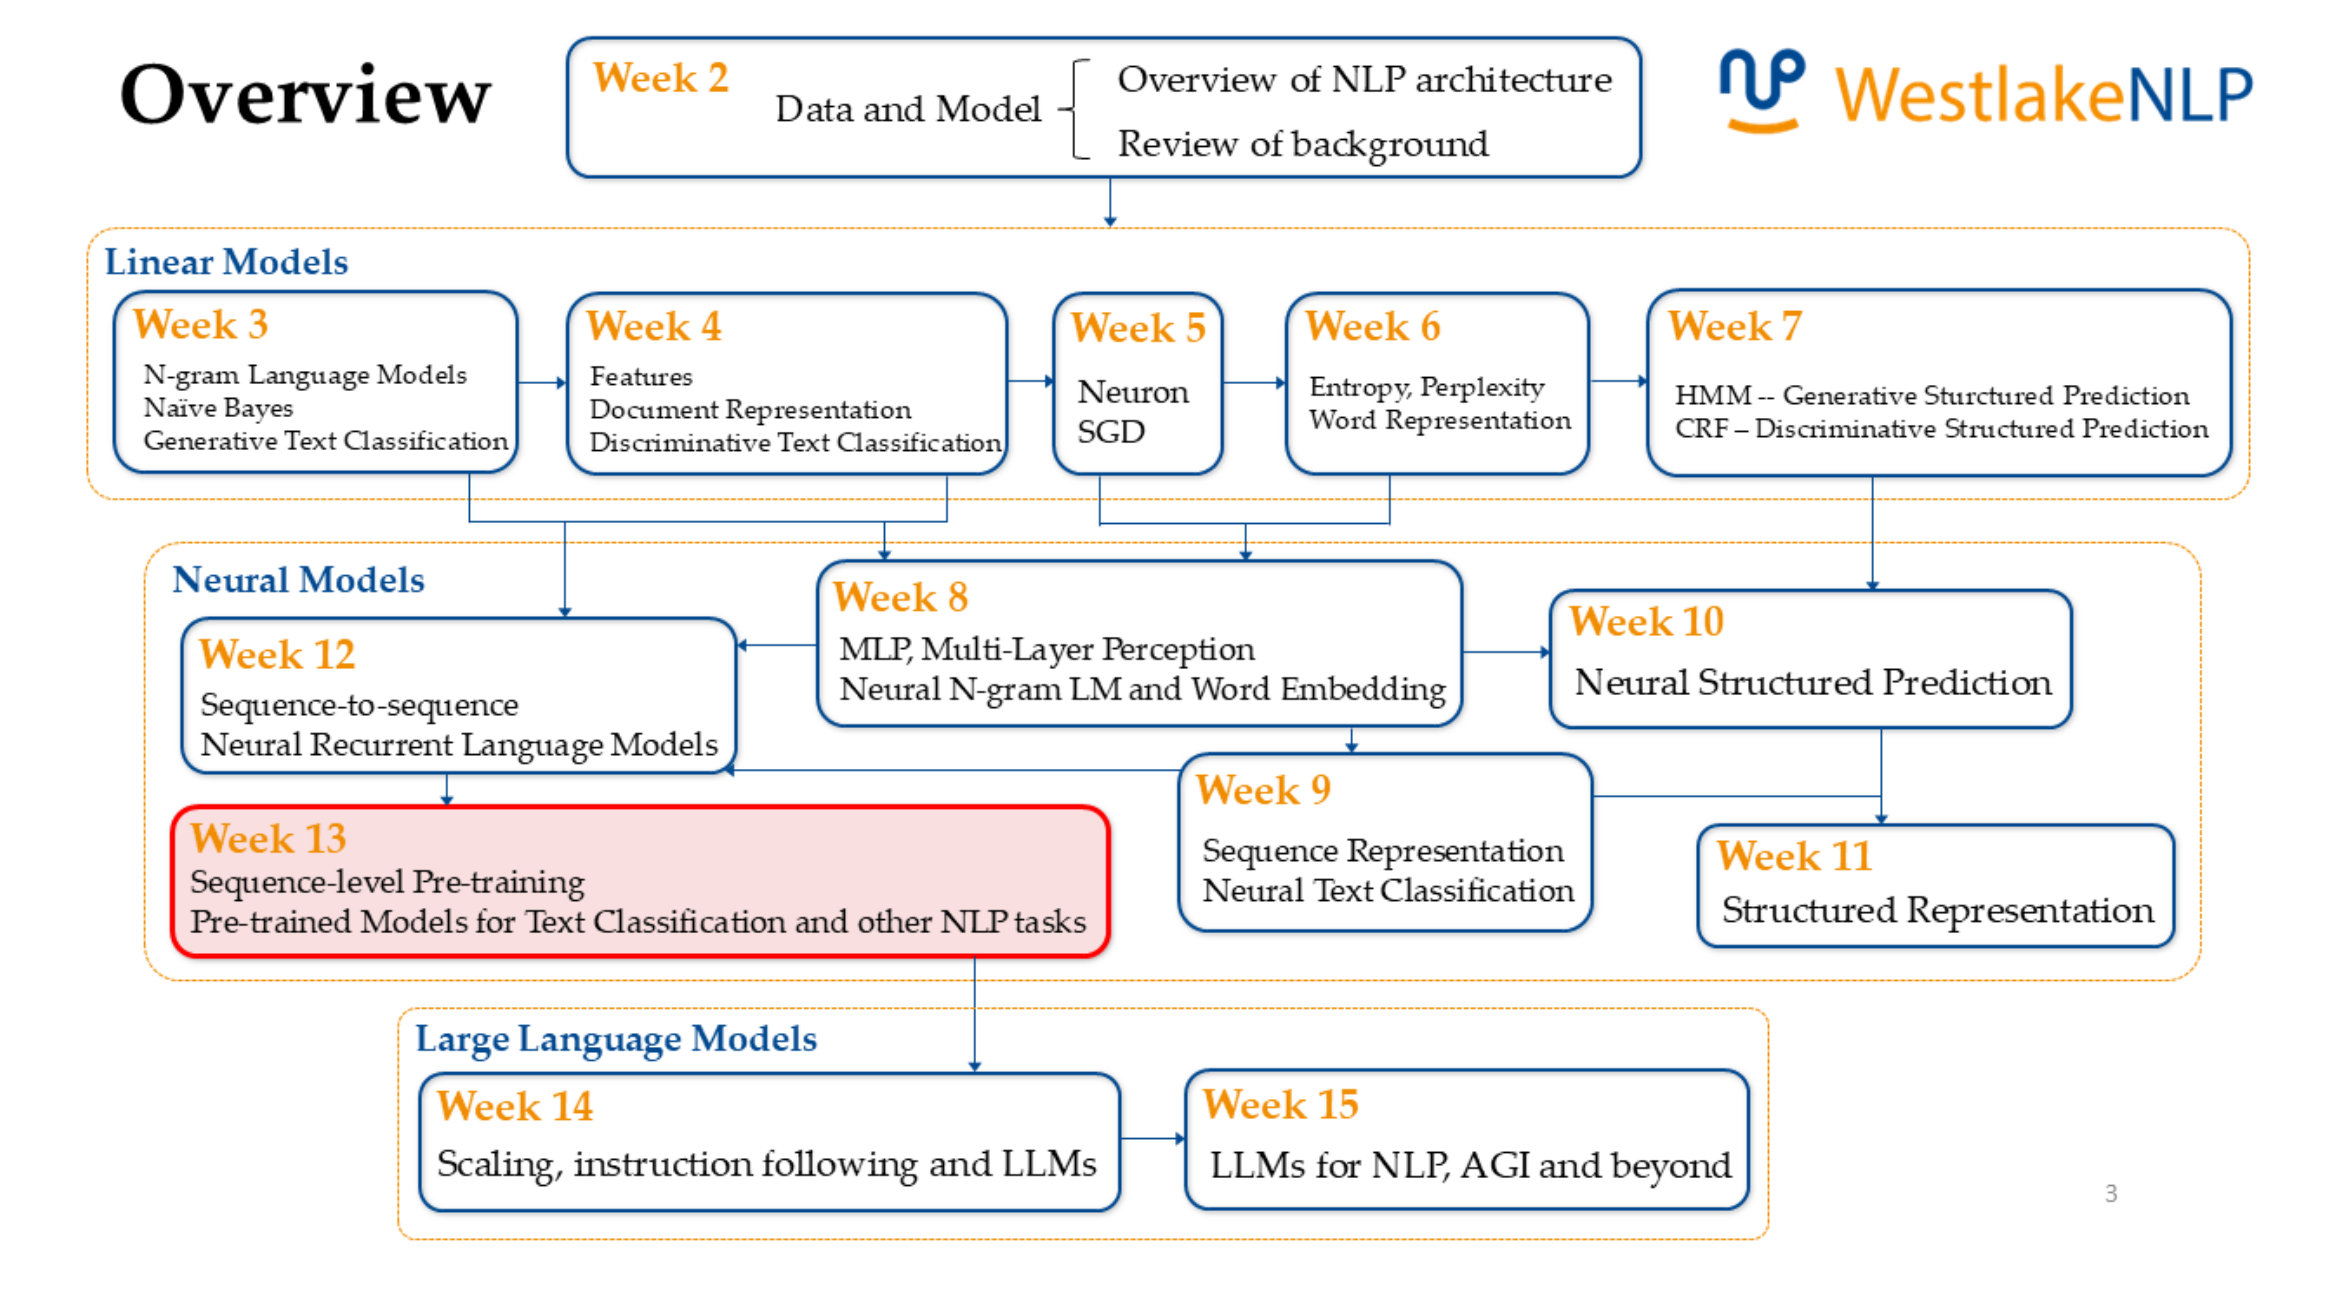 Overview
Week 2
Data and Model
Overview of NLP architecture
Review of background
WestlakeNLP
Linear Models
Week 3
N-gram Language Models
Naïve Bayes
Generative Text Classification
Week 4
Features
Document Representation
Discriminative Text Classification
Week 5
Neuron
SGD
Week 6
Entropy, Perplexity
Word Representation
Week 7
HMM -- Generative Sturctured Prediction
CRF – Discriminative Structured Prediction
Neural Models
Week 8
MLP, Multi-Layer Perception
Neural N-gram LM and Word Embedding
Week 10
Neural Structured Prediction
Week 12
Sequence-to-sequence
Neural Recurrent Language Models
Week 9
Sequence Representation
Neural Text Classification
Week 13
Sequence-level Pre-training
Pre-trained Models for Text Classification and other NLP tasks
Week 11
Structured Representation
Large Language Models
Week 14
Scaling, instruction following and LLMs
Week 15
LLMs for NLP, AGI and beyond
3